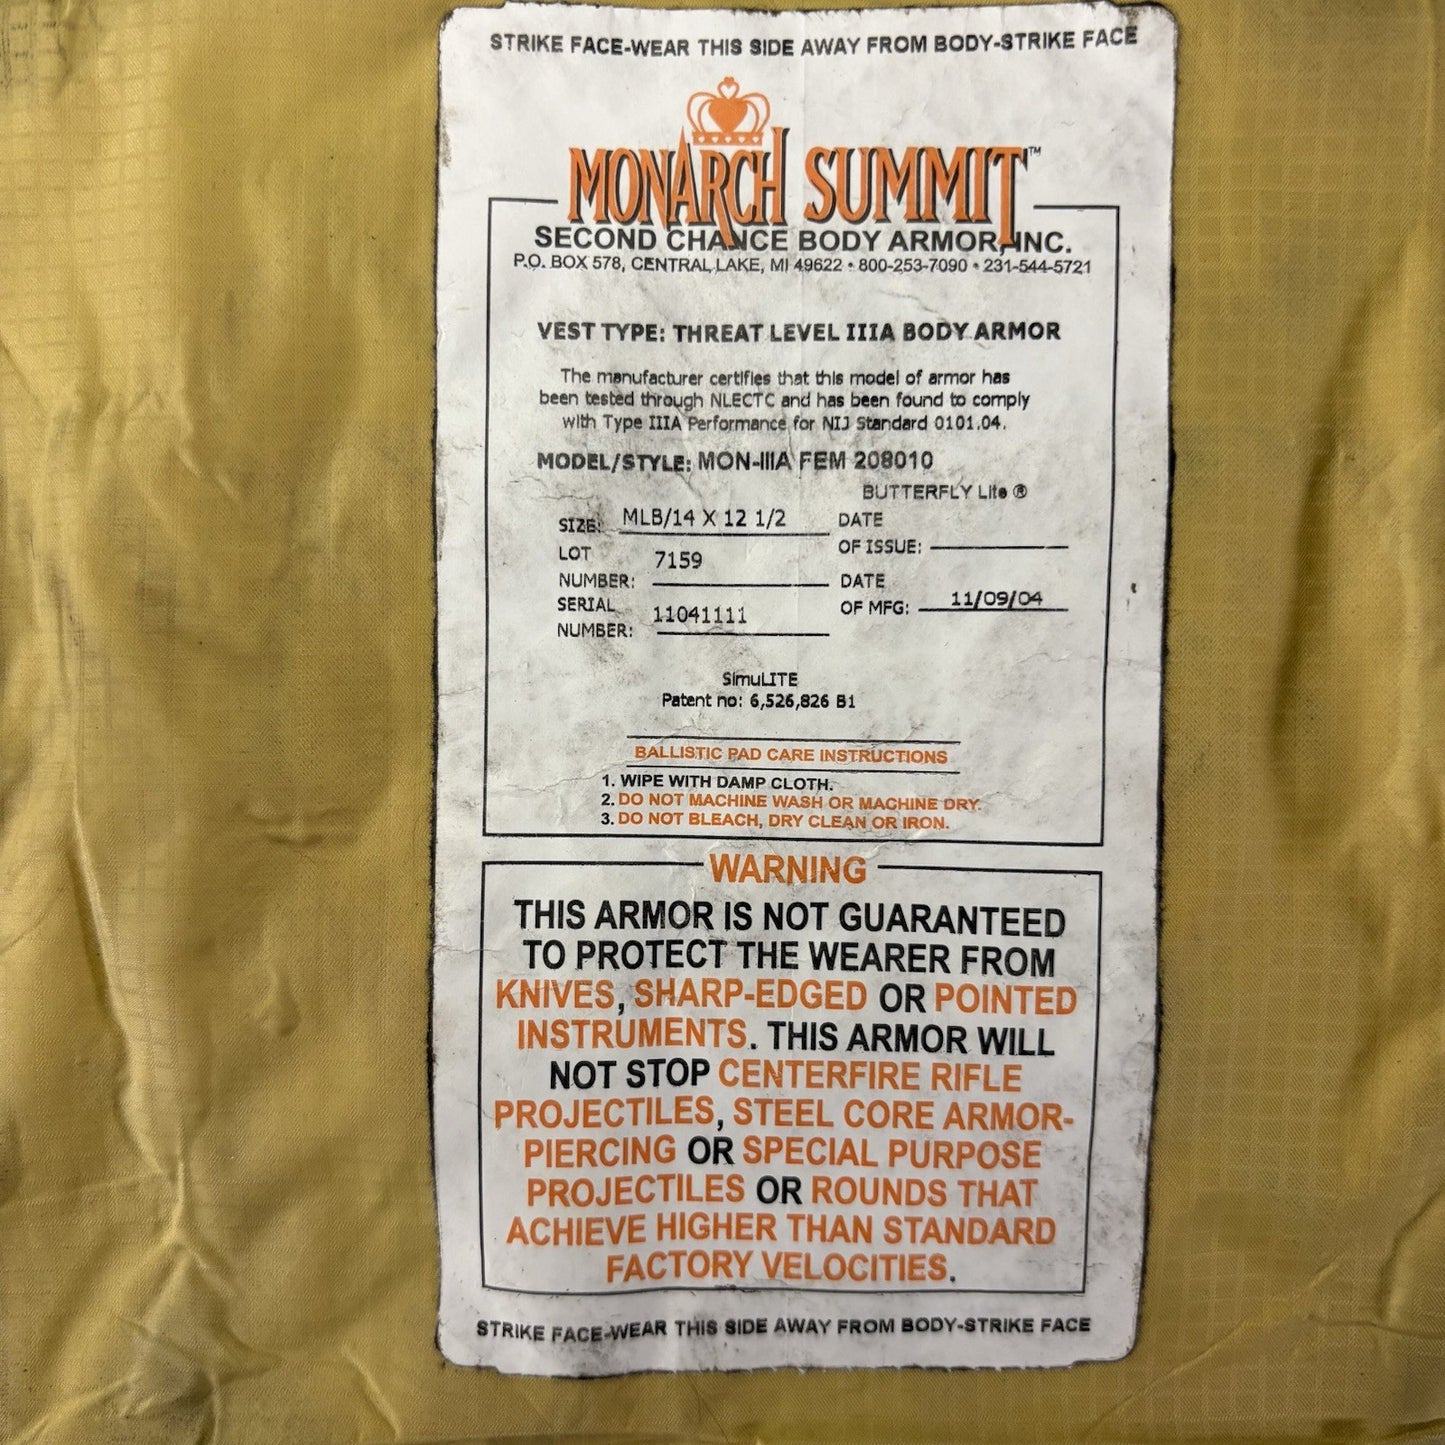 STRIKE FACE-WEAR THIS SIDE AWAY FROM BODY-STRIKE FACE
MONARCH SUMMIT™
SECOND CHANCE BODY ARMOR, INC.
P.O. BOX 578, CENTRAL LAKE, MI 49622 • 800-253-7090 • 231-544-5721
VEST TYPE: THREAT LEVEL IIIA BODY ARMOR
The manufacturer certifies that this model of armor has
been tested through NLECTC and has been found to comply
with Type IIIA Performance for NIJ Standard 0101.04.
MODEL/STYLE: MON-IIIA FEM 208010
BUTTERFLY Lite ®
SIZE: MLB/14 X 12 1/2
LOT
NUMBER: 7159
SERIAL
NUMBER: 11041111
DATE
OF ISSUE:
DATE
OF MFG: 11/09/04
SimuLITE
Patent no: 6,526,826 B1
BALLISTIC PAD CARE INSTRUCTIONS
1. WIPE WITH DAMP CLOTH.
2. DO NOT MACHINE WASH OR MACHINE DRY.
3. DO NOT BLEACH, DRY CLEAN OR IRON.
WARNING
THIS ARMOR IS NOT GUARANTEED
TO PROTECT THE WEARER FROM
KNIVES, SHARP-EDGED OR POINTED
INSTRUMENTS. THIS ARMOR WILL
NOT STOP CENTERFIRE RIFLE
PROJECTILES, STEEL CORE ARMOR-
PIERCING OR SPECIAL PURPOSE
PROJECTILES OR ROUNDS THAT
ACHIEVE HIGHER THAN STANDARD
FACTORY VELOCITIES.
STRIKE FACE-WEAR THIS SIDE AWAY FROM BODY-STRIKE FACE